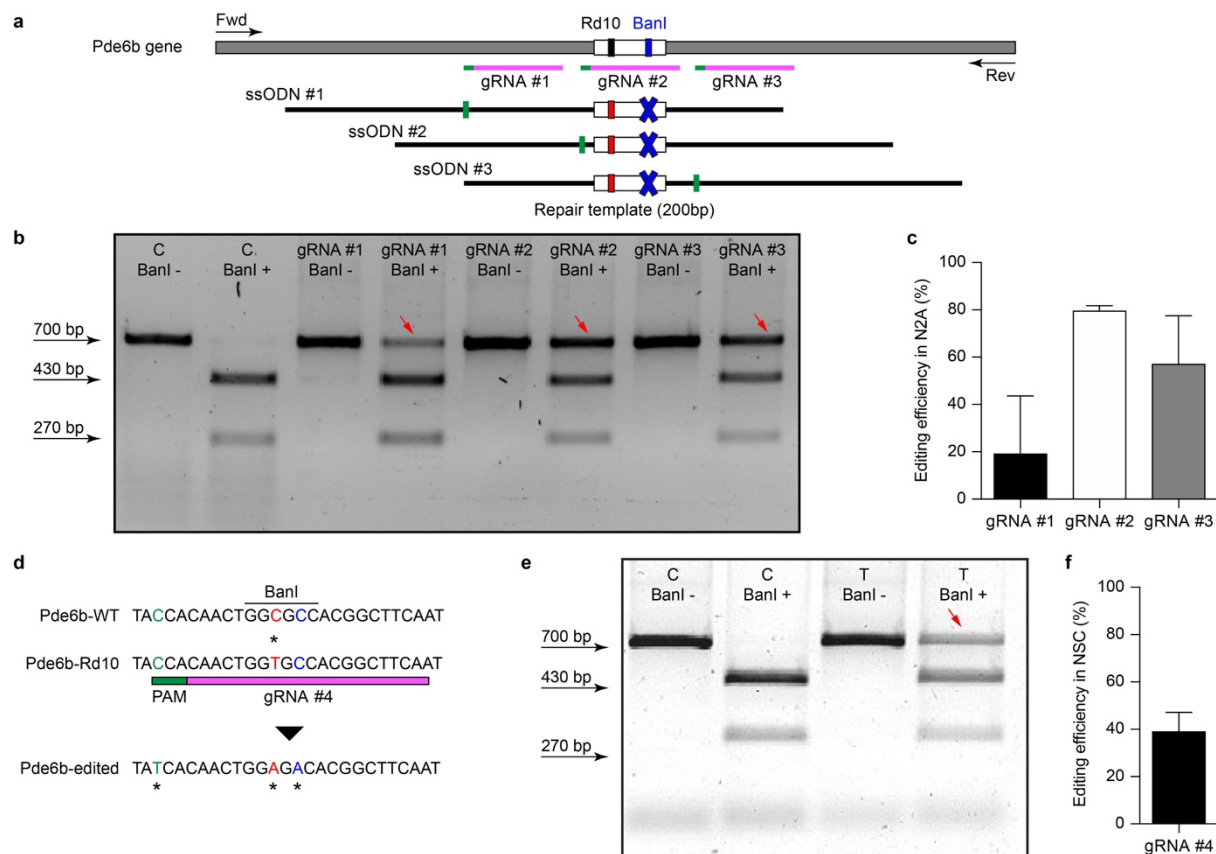 a
Fwd
Rd10 BanI
Pde6b gene
Rev
gRNA #1 gRNA #2 gRNA #3
ssODN #1
ssODN #2
ssODN #3
Repair template (200bp)
b
C C gRNA #1 gRNA #1 gRNA #2 gRNA #2 gRNA #3 gRNA #3
BanI - BanI + BanI - BanI + BanI - BanI + BanI - BanI +
700 bp
430 bp
270 bp
c
Editing efficiency in N2A (%)
100
80
60
40
20
0
gRNA #1 gRNA #2 gRNA #3
d
BanI
Pde6b-WT TACCACAACTGGCGCCACGGCTTCAAT
*
Pde6b-Rd10 TACCACAACTGGTGCCACGGCTTCAAT
PAM gRNA #4
Pde6b-edited TATCACAACTGGAGACACGGCTTCAAT
* * *
e
C C T T
BanI - BanI + BanI - BanI +
700 bp
430 bp
270 bp
f
Editing efficiency in NSC (%)
100
80
60
40
20
0
gRNA #4